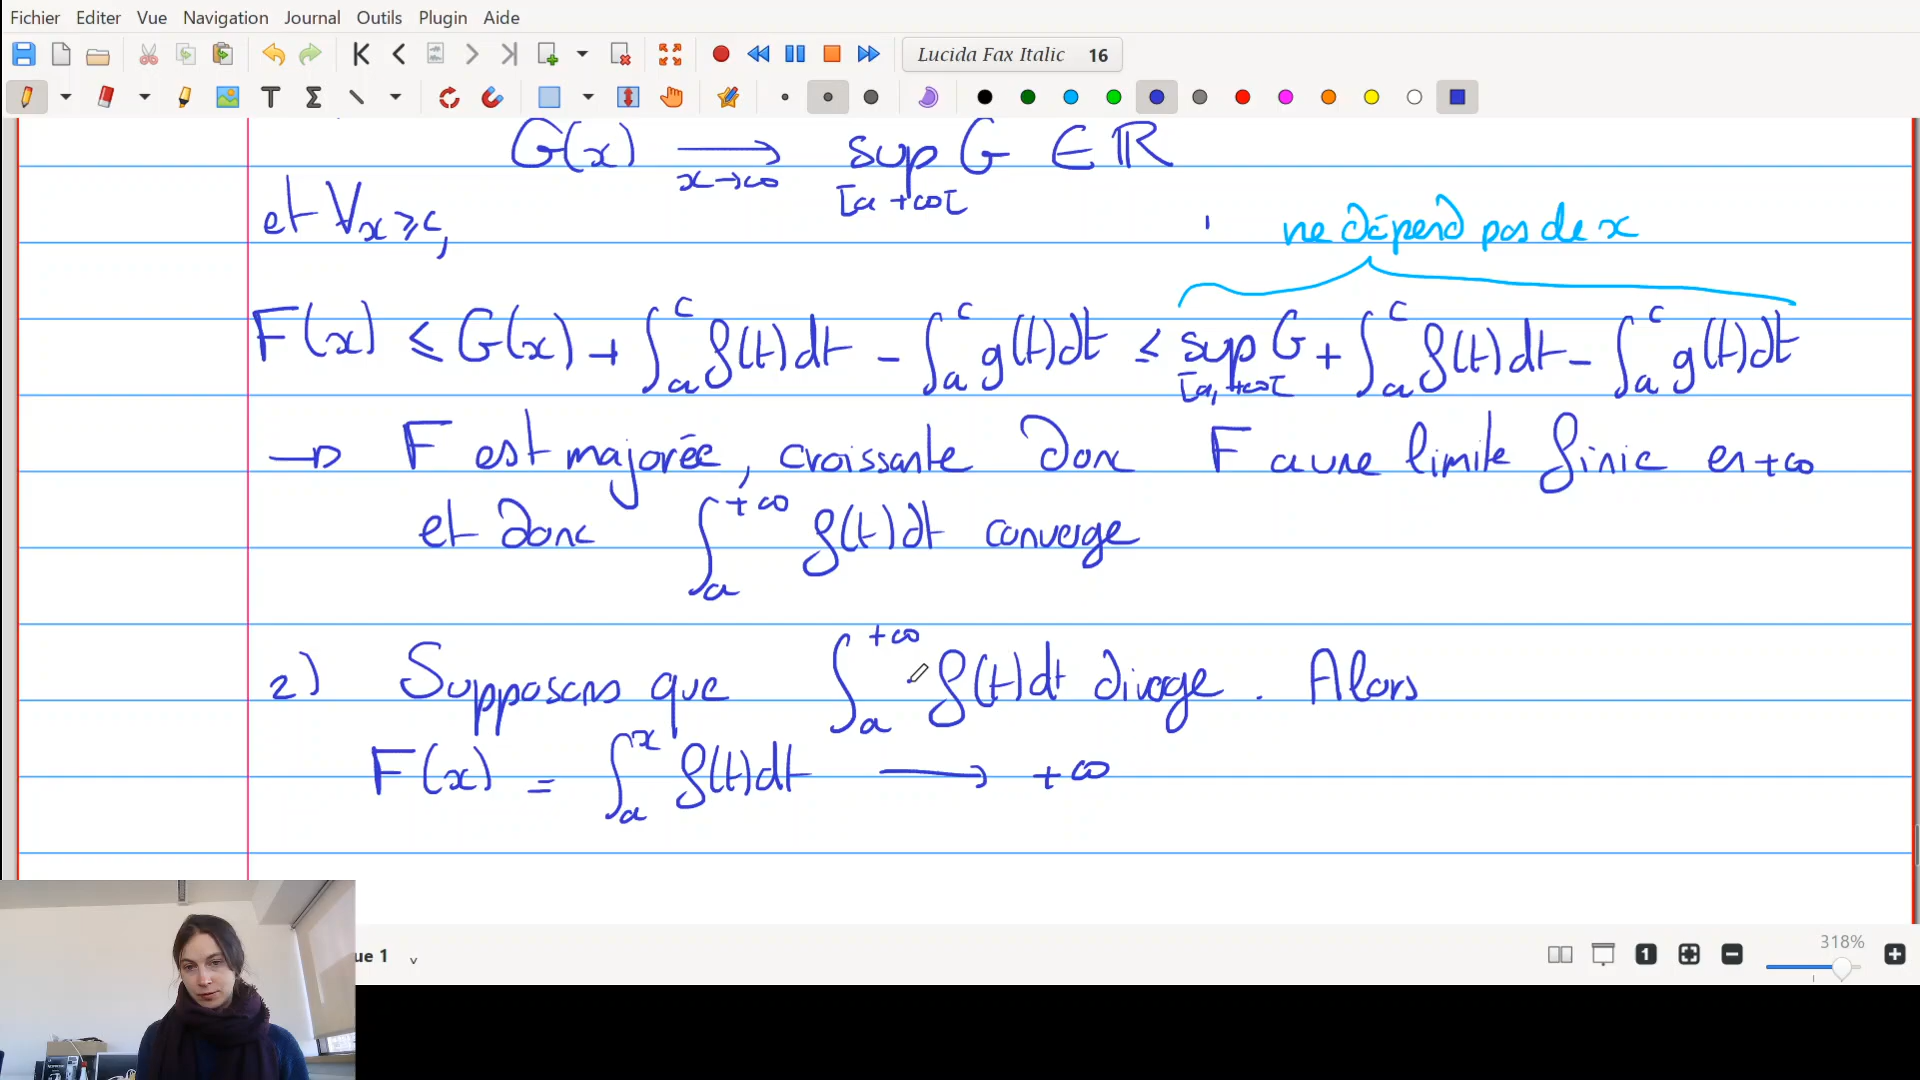 Fichier Editer Vue Navigation Journal Outils Plugin Aide
Lucida Fax Italic 16
G(x) ⟶ sup G ∈ ℝ
x→∞ [a +∞[
et ∀x ⩾ c,
ne dépend pas de x
F(x) ≤ G(x) + ∫_a^c f(t)dt - ∫_a^c g(t)dt ≤ sup_[a,+∞[ G + ∫_a^c f(t)dt - ∫_a^c g(t)dt
→ F est majorée, croissante donc F a une limite finie en +∞
et donc ∫_a^{+∞} f(t)dt converge
2) Supposons que ∫_a^{+∞} f(t)dt diverge. Alors
F(x) = ∫_a^x f(t)dt ⟶ +∞
ue 1
318%